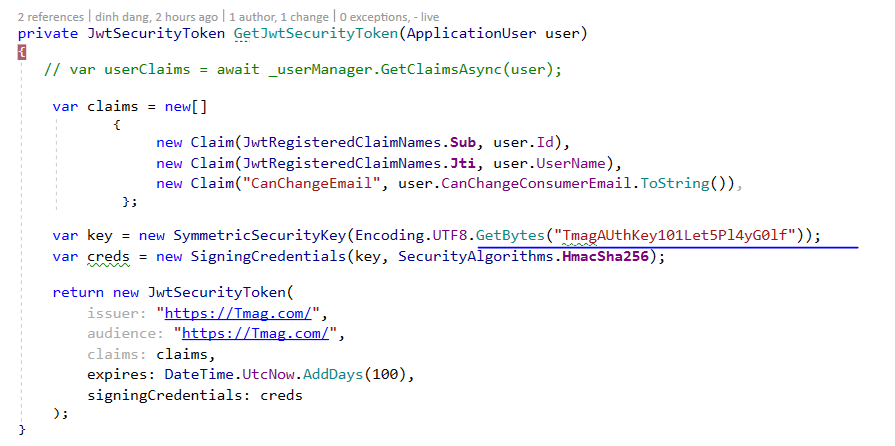 2 references | dinh dang, 2 hours ago | 1 author, 1 change | 0 exceptions, - live
private JwtSecurityToken GetJwtSecurityToken(ApplicationUser user)
{
// var userClaims = await _userManager.GetClaimsAsync(user);
var claims = new[]
{
new Claim(JwtRegisteredClaimNames.Sub, user.Id),
new Claim(JwtRegisteredClaimNames.Jti, user.UserName),
new Claim("CanChangeEmail", user.CanChangeConsumerEmail.ToString()),
};
var key = new SymmetricSecurityKey(Encoding.UTF8.GetBytes("TmagAUthKey101Let5Pl4yG0lf"));
var creds = new SigningCredentials(key, SecurityAlgorithms.HmacSha256);
return new JwtSecurityToken(
issuer: "https://Tmag.com/",
audience: "https://Tmag.com/",
claims: claims,
expires: DateTime.UtcNow.AddDays(100),
signingCredentials: creds
);
}